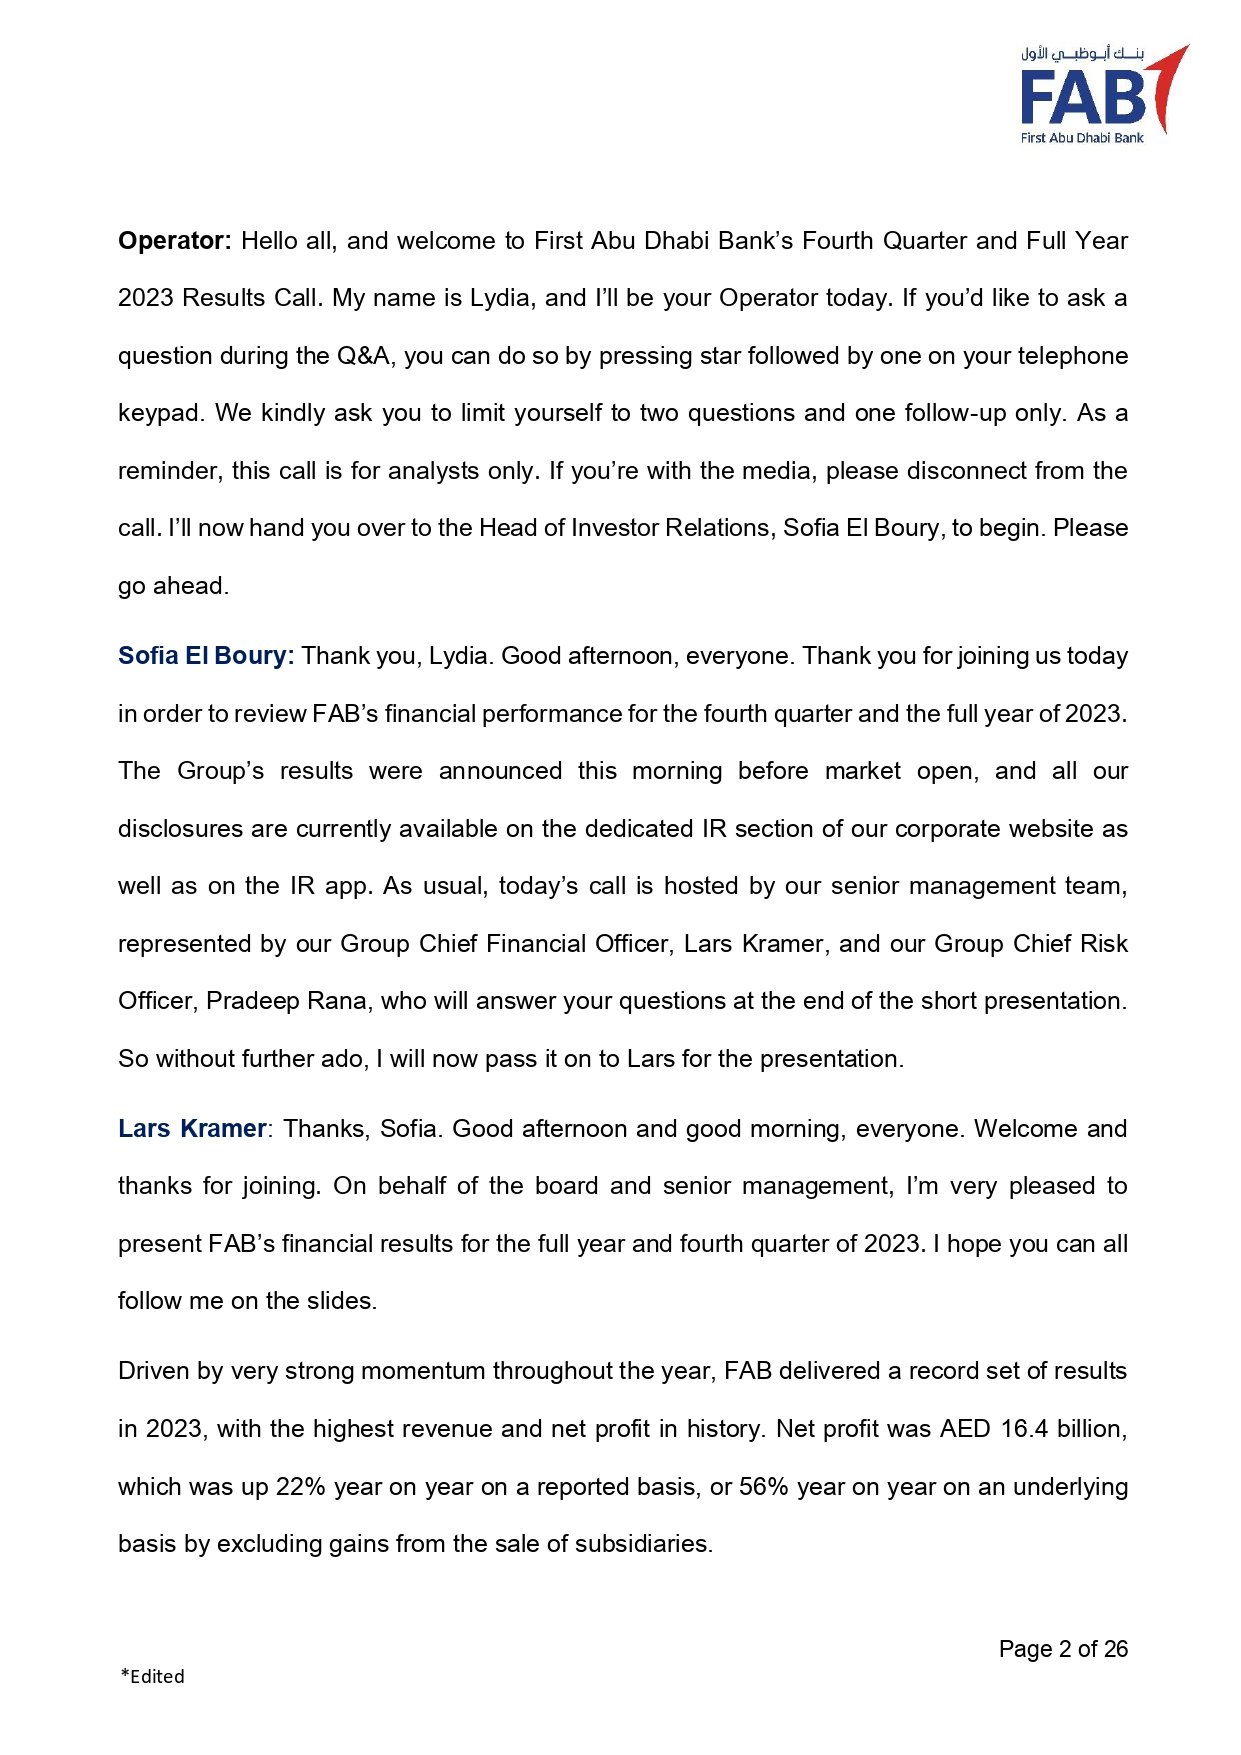 بنك أبوظبي الأول
FAB
First Abu Dhabi Bank
Operator: Hello all, and welcome to First Abu Dhabi Bank’s Fourth Quarter and Full Year
2023 Results Call. My name is Lydia, and I’ll be your Operator today. If you’d like to ask a
question during the Q&A, you can do so by pressing star followed by one on your telephone
keypad. We kindly ask you to limit yourself to two questions and one follow-up only. As a
reminder, this call is for analysts only. If you’re with the media, please disconnect from the
call. I’ll now hand you over to the Head of Investor Relations, Sofia El Boury, to begin. Please
go ahead.
Sofia El Boury: Thank you, Lydia. Good afternoon, everyone. Thank you for joining us today
in order to review FAB’s financial performance for the fourth quarter and the full year of 2023.
The Group’s results were announced this morning before market open, and all our
disclosures are currently available on the dedicated IR section of our corporate website as
well as on the IR app. As usual, today’s call is hosted by our senior management team,
represented by our Group Chief Financial Officer, Lars Kramer, and our Group Chief Risk
Officer, Pradeep Rana, who will answer your questions at the end of the short presentation.
So without further ado, I will now pass it on to Lars for the presentation.
Lars Kramer: Thanks, Sofia. Good afternoon and good morning, everyone. Welcome and
thanks for joining. On behalf of the board and senior management, I’m very pleased to
present FAB’s financial results for the full year and fourth quarter of 2023. I hope you can all
follow me on the slides.
Driven by very strong momentum throughout the year, FAB delivered a record set of results
in 2023, with the highest revenue and net profit in history. Net profit was AED 16.4 billion,
which was up 22% year on year on a reported basis, or 56% year on year on an underlying
basis by excluding gains from the sale of subsidiaries.
Page 2 of 26
*Edited